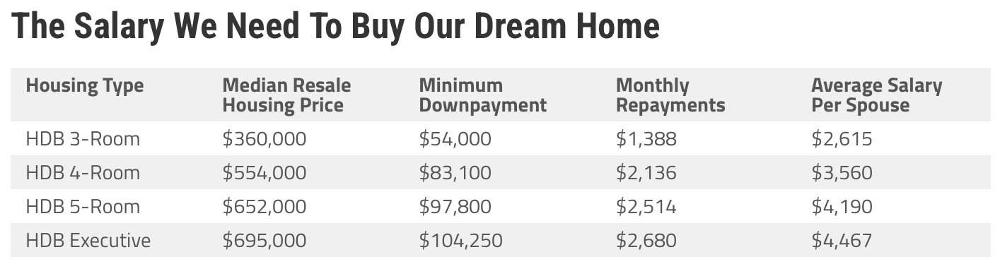 The Salary We Need To Buy Our Dream Home
Housing Type Median Resale Housing Price Minimum Downpayment Monthly Repayments Average Salary Per Spouse
HDB 3-Room $360,000 $54,000 $1,388 $2,615
HDB 4-Room $554,000 $83,100 $2,136 $3,560
HDB 5-Room $652,000 $97,800 $2,514 $4,190
HDB Executive $695,000 $104,250 $2,680 $4,467